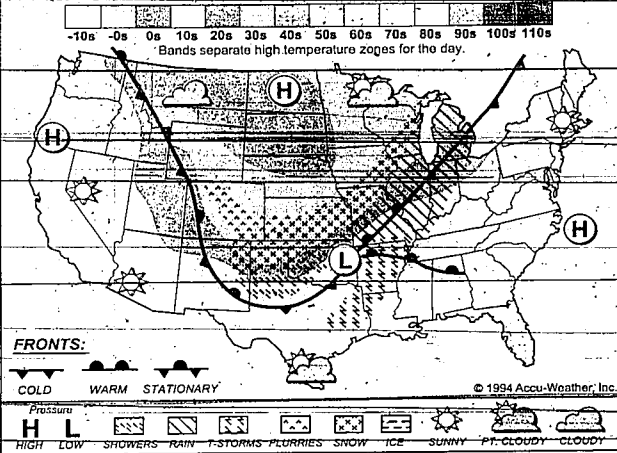 -10s -0s 0s 10s 20s 30s 40s 50s 60s 70s 80s 90s 100s 110s
Bands separate high temperature zones for the day.
H
H
H
L
FRONTS:
COLD WARM STATIONARY
© 1994 Accu-Weather, Inc.
Pressure
H L
HIGH LOW SHOWERS RAIN T-STORMS FLURRIES SNOW ICE SUNNY PT. CLOUDY CLOUDY